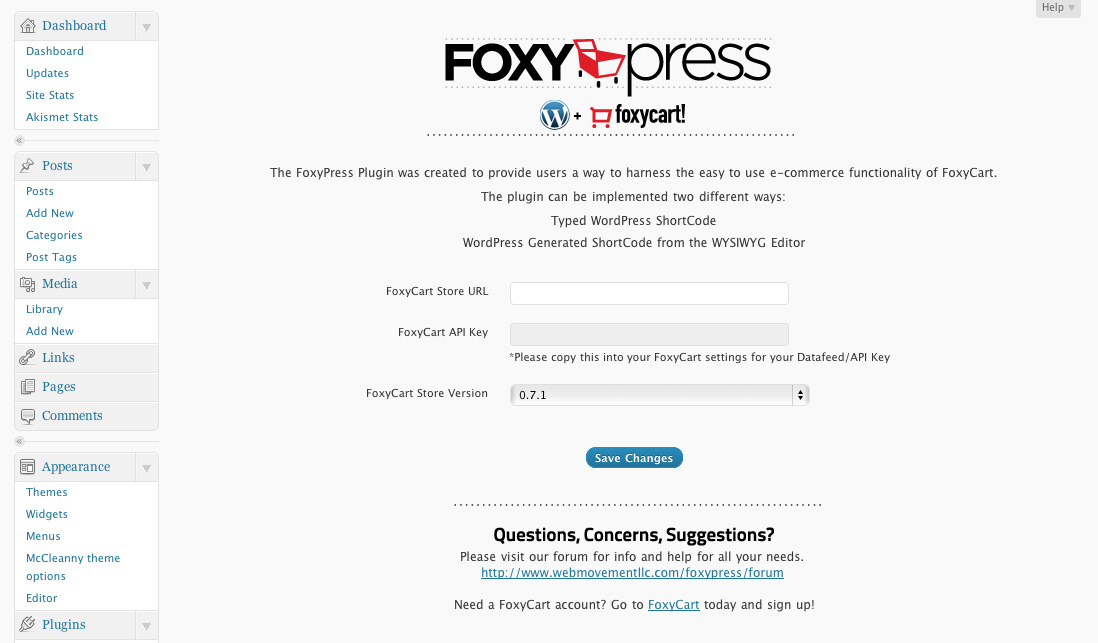 Help
Dashboard
Dashboard
Updates
Site Stats
Akismet Stats
Posts
Posts
Add New
Categories
Post Tags
Media
Library
Add New
Links
Pages
Comments
Appearance
Themes
Widgets
Menus
McCleanny theme
options
Editor
Plugins
FOXYpress
+ foxycart!
The FoxyPress Plugin was created to provide users a way to harness the easy to use e-commerce functionality of FoxyCart.
The plugin can be implemented two different ways:
Typed WordPress ShortCode
WordPress Generated ShortCode from the WYSIWYG Editor
FoxyCart Store URL
FoxyCart API Key
*Please copy this into your FoxyCart settings for your Datafeed/API Key
FoxyCart Store Version 0.7.1
Save Changes
Questions, Concerns, Suggestions?
Please visit our forum for info and help for all your needs.
http://www.webmovementllc.com/foxypress/forum
Need a FoxyCart account? Go to FoxyCart today and sign up!